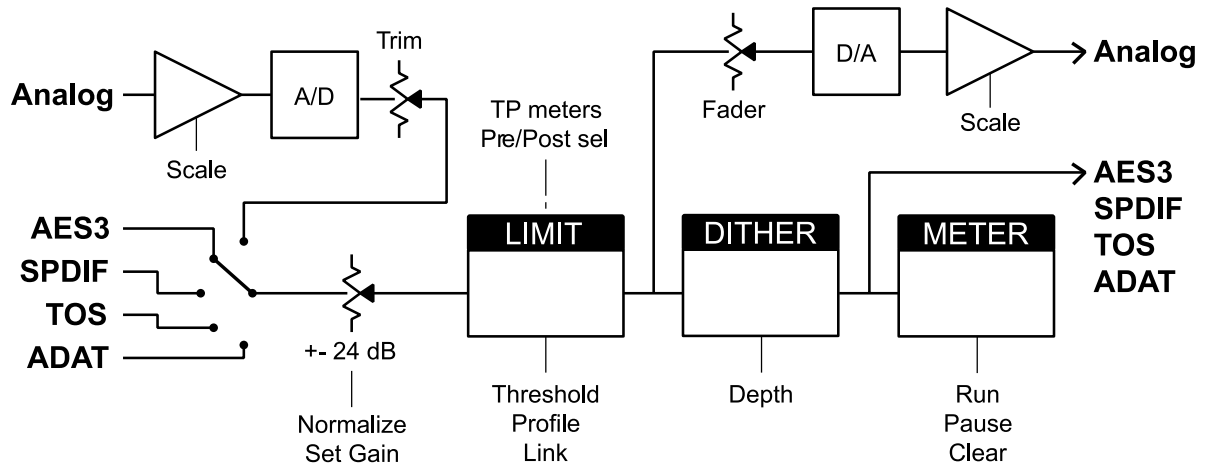 Analog
Scale
A/D
Trim
AES3
SPDIF
TOS
ADAT
+- 24 dB
Normalize
Set Gain
TP meters
Pre/Post sel
LIMIT
Threshold
Profile
Link
Fader
D/A
Scale
Analog
DITHER
Depth
METER
Run
Pause
Clear
AES3
SPDIF
TOS
ADAT